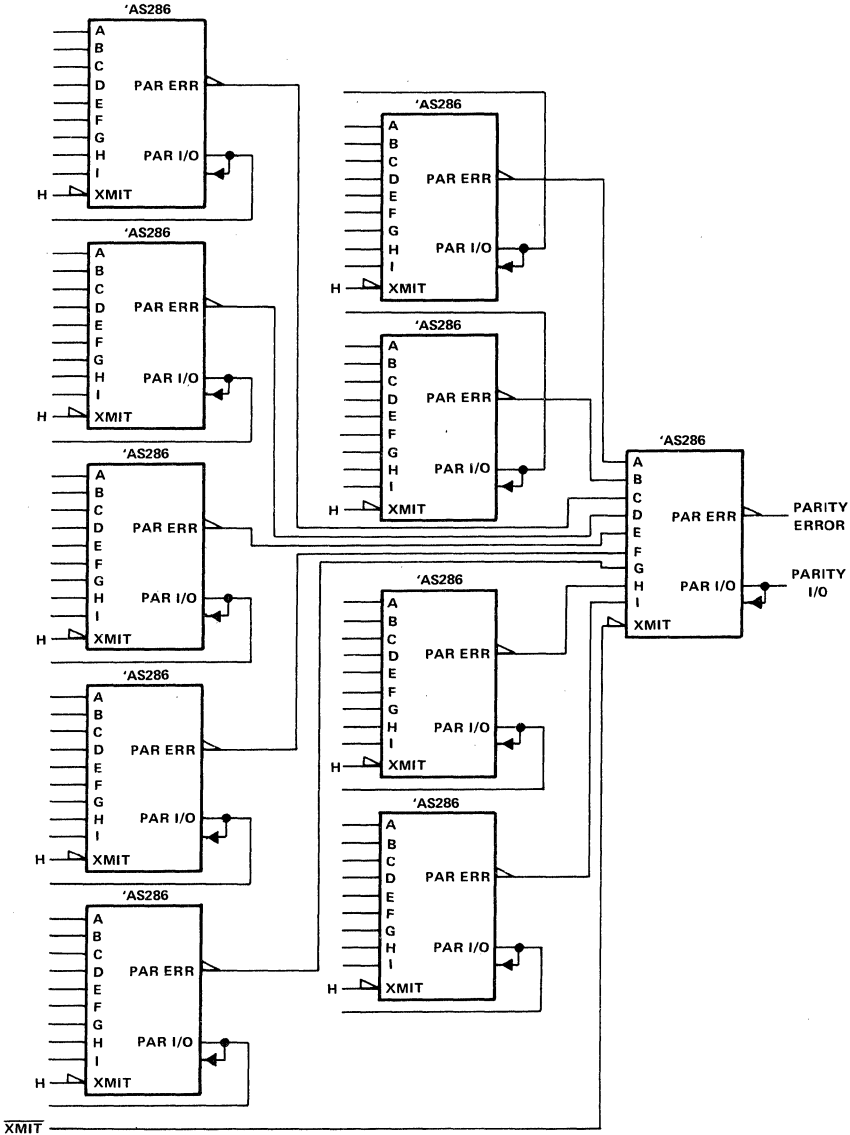 'AS286
A
B
C
D PAR ERR
E
F
G
H PAR I/O
I
H XMIT
'AS286
A
B
C
D PAR ERR
E
F
G
H PAR I/O
I
H XMIT
'AS286
A
B
C
D PAR ERR
E
F
G
H PAR I/O
I
H XMIT
'AS286
A
B
C
D PAR ERR
E
F
G
H PAR I/O
I
H XMIT
'AS286
A
B
C
D PAR ERR
E
F
G
H PAR I/O
I
H XMIT
XMIT
'AS286
A
B
C
D PAR ERR
E
F
G
H PAR I/O
I
H XMIT
'AS286
A
B
C
D PAR ERR
E
F
G
H PAR I/O
I
H XMIT
'AS286
A
B
C
D PAR ERR
E
F
G
H PAR I/O
I
H XMIT
'AS286
A
B
C
D PAR ERR
E
F
G
H PAR I/O
I
H XMIT
'AS286
A
B
C
D PAR ERR
E
F
G
H PAR I/O
I
XMIT
PARITY
ERROR
PARITY
I/O